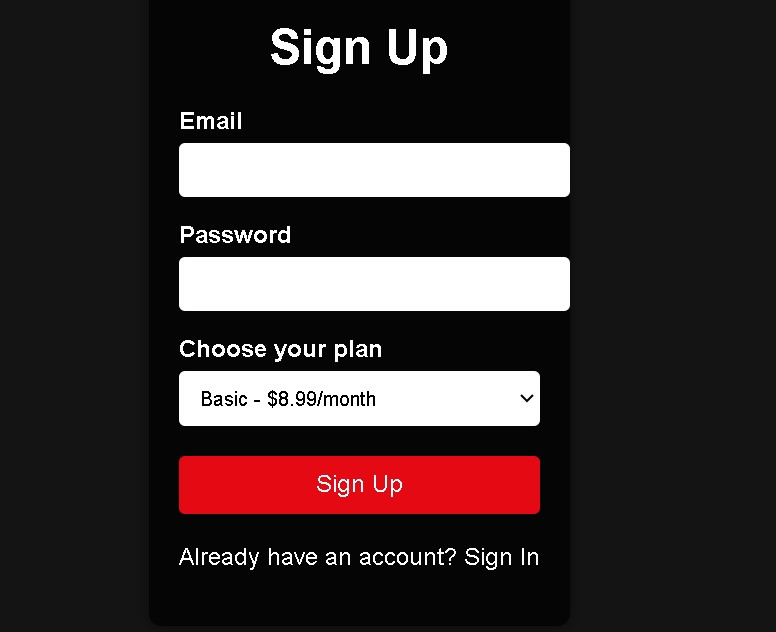 Sign Up
Email
Password
Choose your plan
Basic - $8.99/month
Sign Up
Already have an account? Sign In